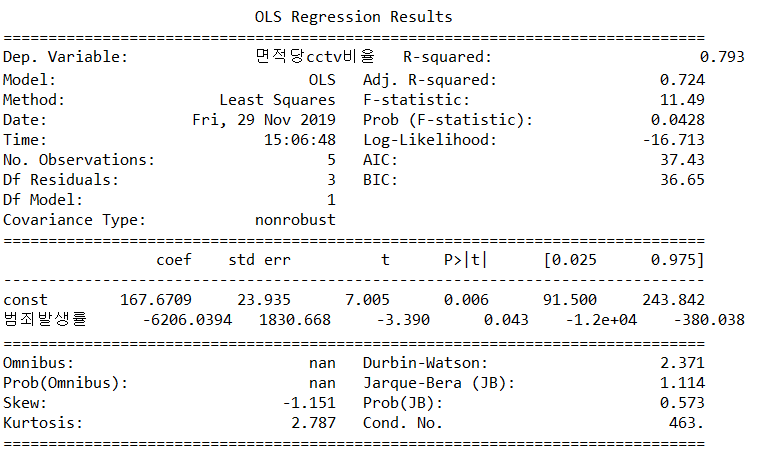 OLS Regression Results
==============================================================================
Dep. Variable: 면적당cctv비율 R-squared: 0.793
Model: OLS Adj. R-squared: 0.724
Method: Least Squares F-statistic: 11.49
Date: Fri, 29 Nov 2019 Prob (F-statistic): 0.0428
Time: 15:06:48 Log-Likelihood: -16.713
No. Observations: 5 AIC: 37.43
Df Residuals: 3 BIC: 36.65
Df Model: 1
Covariance Type: nonrobust
==============================================================================
coef std err t P>|t| [0.025 0.975]
------------------------------------------------------------------------------
const 167.6709 23.935 7.005 0.006 91.500 243.842
범죄발생률 -6206.0394 1830.668 -3.390 0.043 -1.2e+04 -380.038
==============================================================================
Omnibus: nan Durbin-Watson: 2.371
Prob(Omnibus): nan Jarque-Bera (JB): 1.114
Skew: -1.151 Prob(JB): 0.573
Kurtosis: 2.787 Cond. No. 463.
==============================================================================